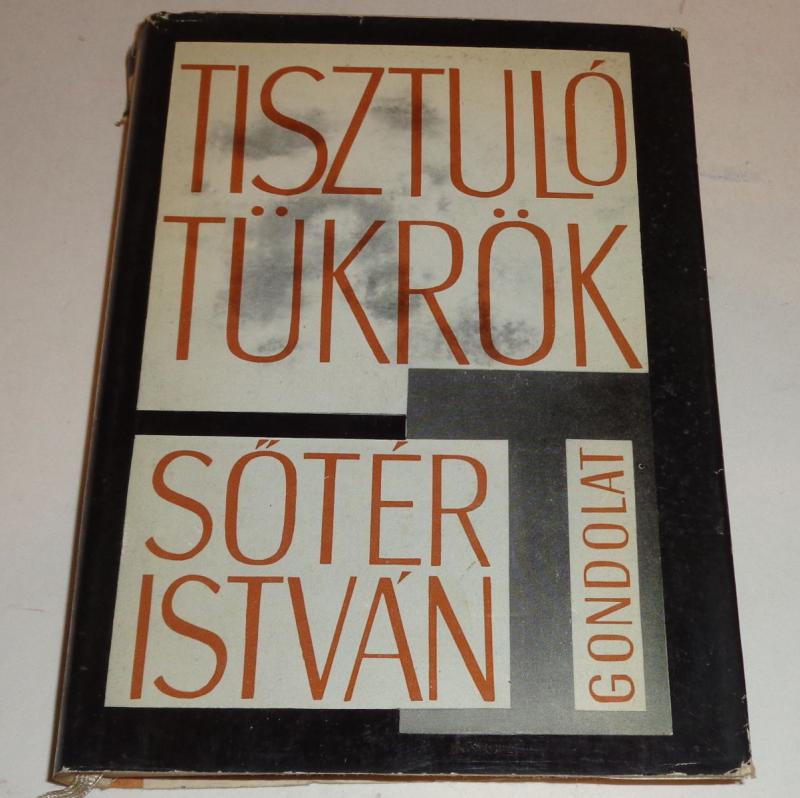 TISZTULÓ
TÜKRÖK
SŐTÉR
ISTVÁN
GONDOLAT